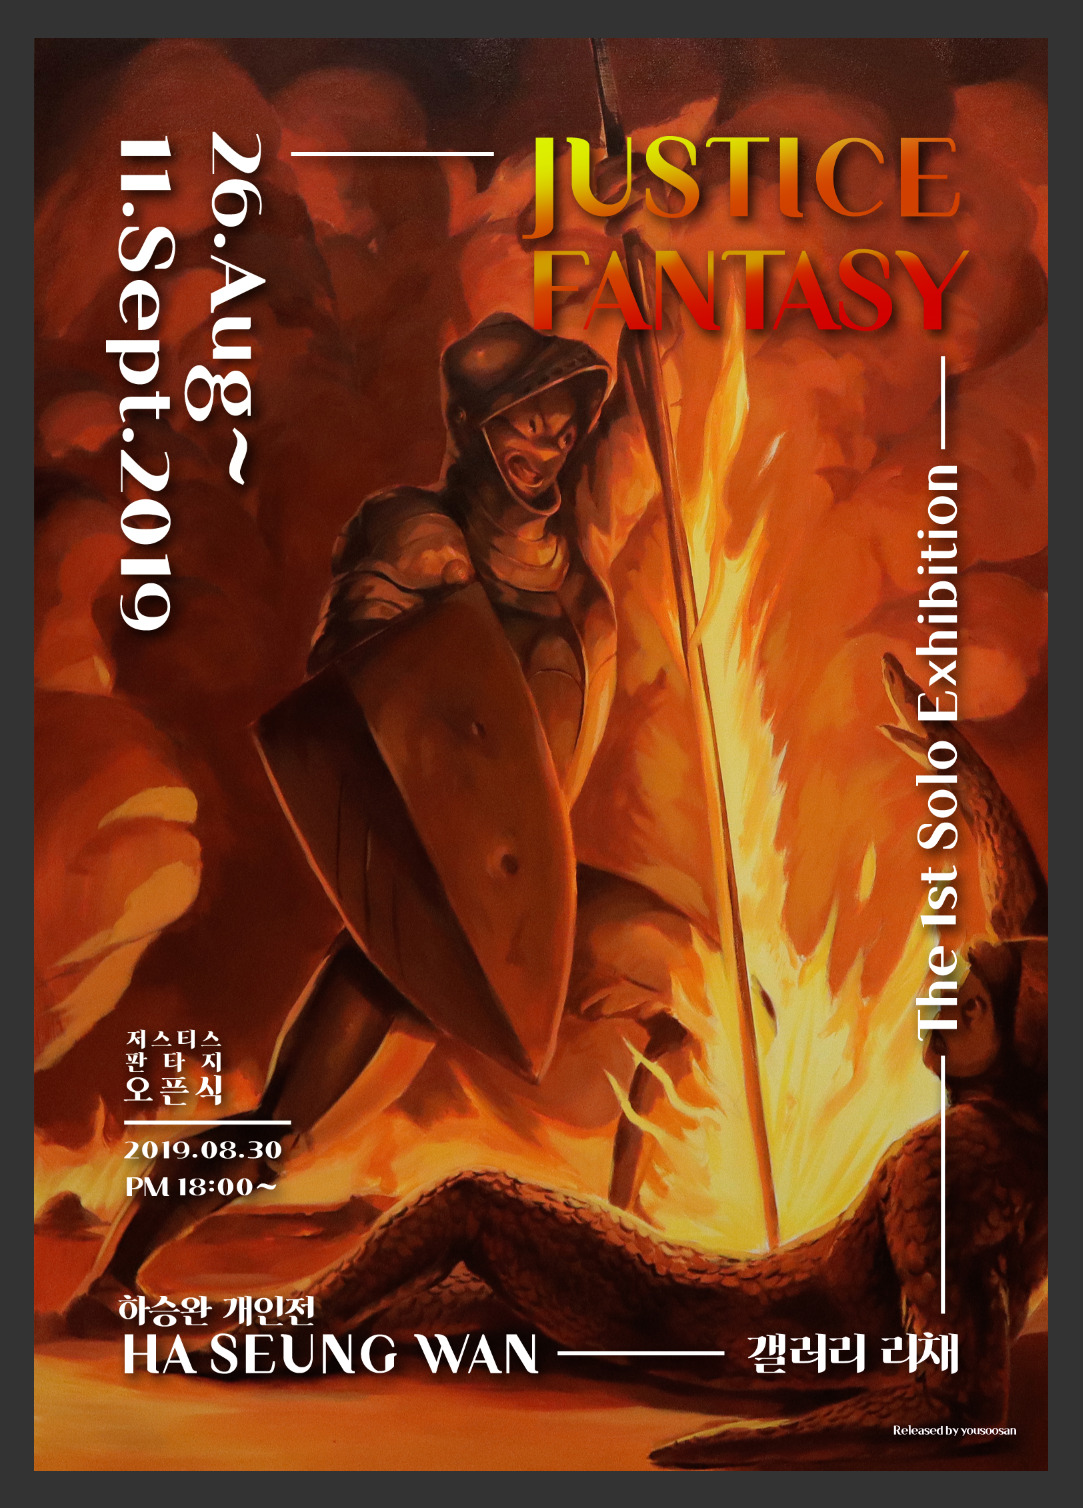 JUSTICE
FANTASY
26.Aug~
11.Sept.2019
The 1st Solo Exhibition
저스티스
판타지
오픈식
2019.08.30
PM 18:00~
하승완 개인전
HA SEUNG WAN
갤러리 리채
Released by yousoosan